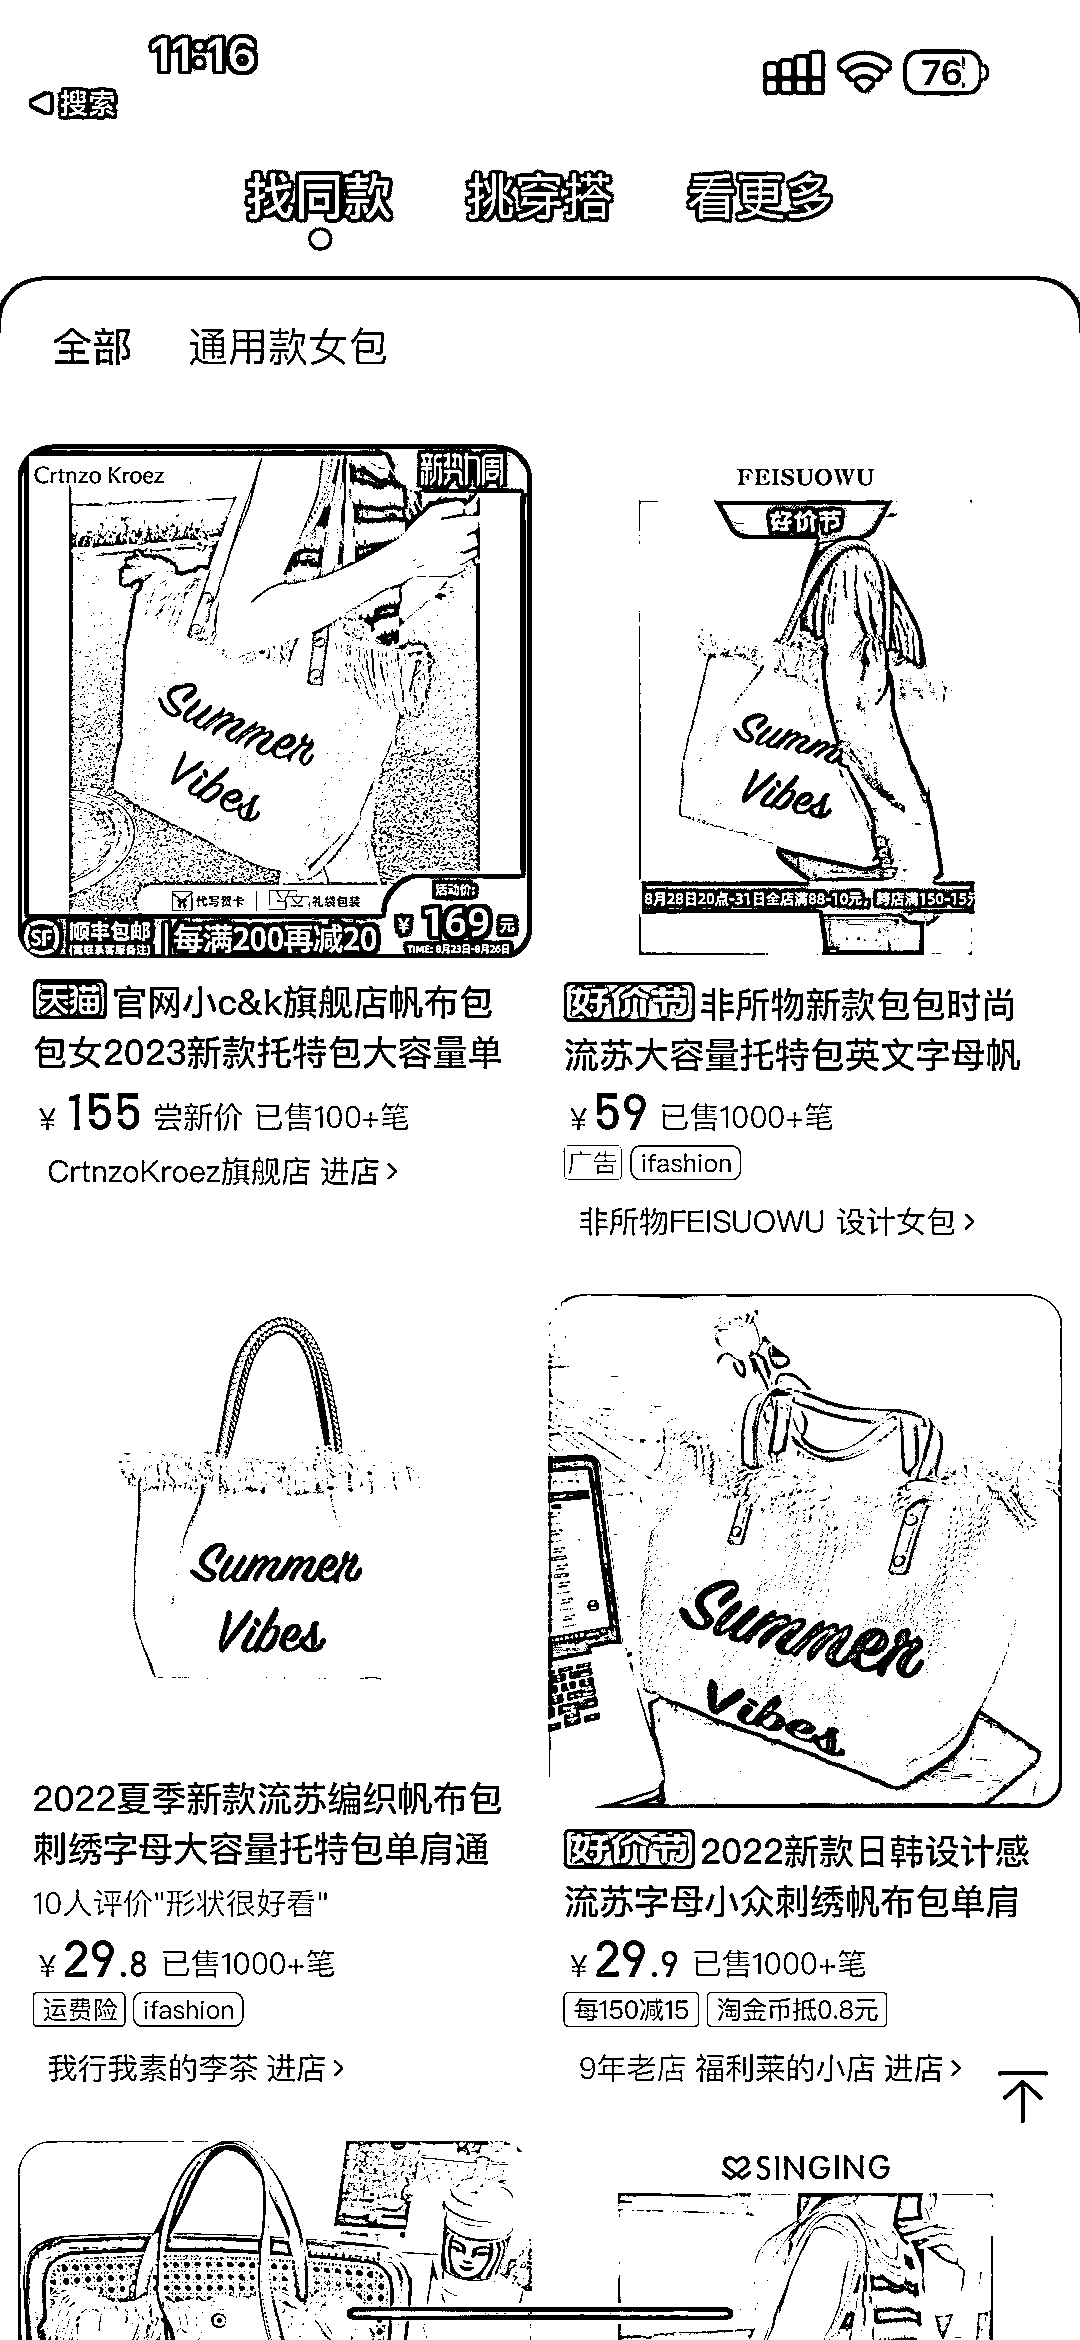 11:16
76
搜索
找同款 挑穿搭 看更多
全部 通用款女包
Crtnzo Kroez
新势力周
Summer
Vibes
代写贺卡
礼袋包装
活动价:
¥169元
TIME: 8月23日-8月26日
SF 顺丰包邮
每满200再减20
天猫 官网小c&k旗舰店帆布包
包女2023新款托特包大容量单
¥155 尝新价 已售100+笔
CrtnzoKroez旗舰店 进店>
FEISUOWU
好价节
Summ
Vibes
8月28日20点-31日全店满88-10元，跨店满150-15
好价节 非所物新款包包时尚
流苏大容量托特包英文字母帆
¥59 已售1000+笔
广告 ifashion
非所物FEISUOWU 设计女包>
Summer
Vibes
2022夏季新款流苏编织帆布包
刺绣字母大容量托特包单肩通
10人评价"形状很好看"
¥29.8 已售1000+笔
运费险 ifashion
我行我素的李茶 进店>
Summer
Vibes
好价节 2022新款日韩设计感
流苏字母小众刺绣帆布包单肩
¥29.9 已售1000+笔
每150减15 淘金币抵0.8元
9年老店 福利莱的小店 进店>
SINGING